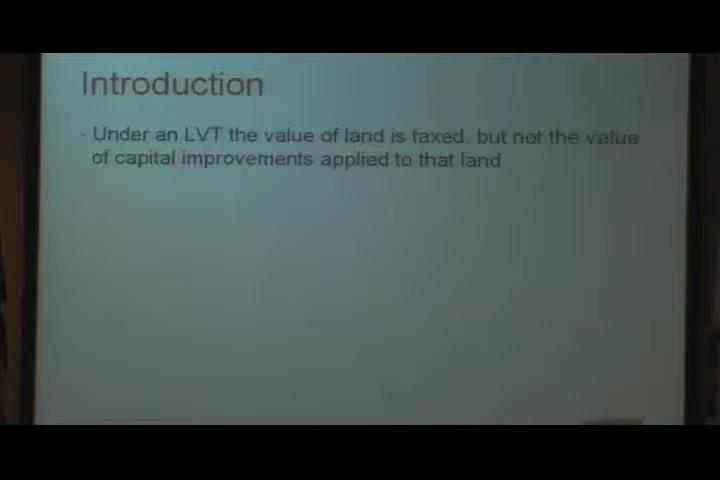 Introduction
- Under an LVT the value of land is taxed, but not the value
of capital improvements applied to that land